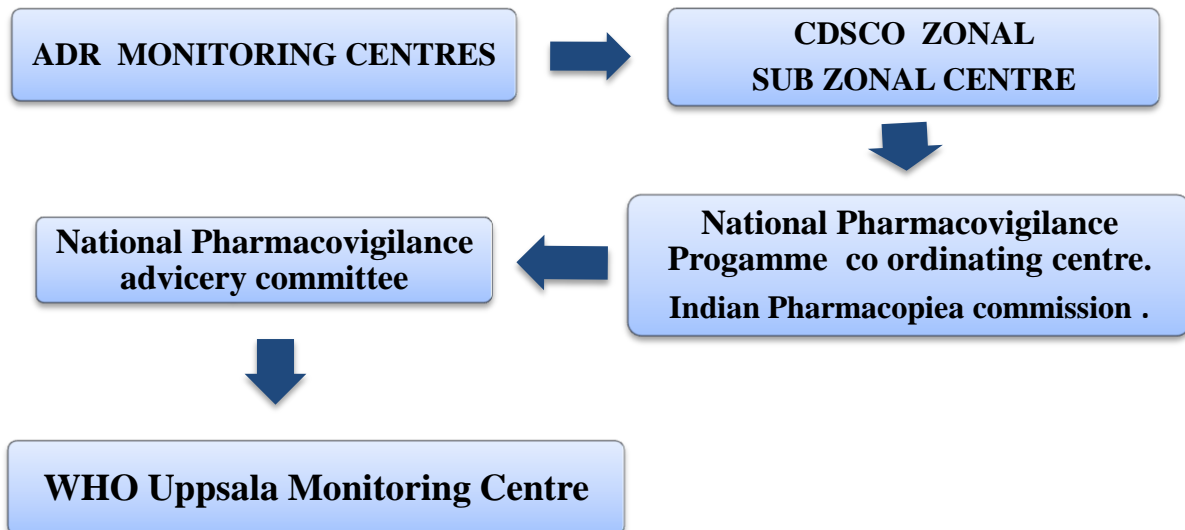 ADR MONITORING CENTRES
CDSCO ZONAL
SUB ZONAL CENTRE
National Pharmacovigilance
Progamme co ordinating centre.
Indian Pharmacopiea commission .
National Pharmacovigilance
advicery committee
WHO Uppsala Monitoring Centre